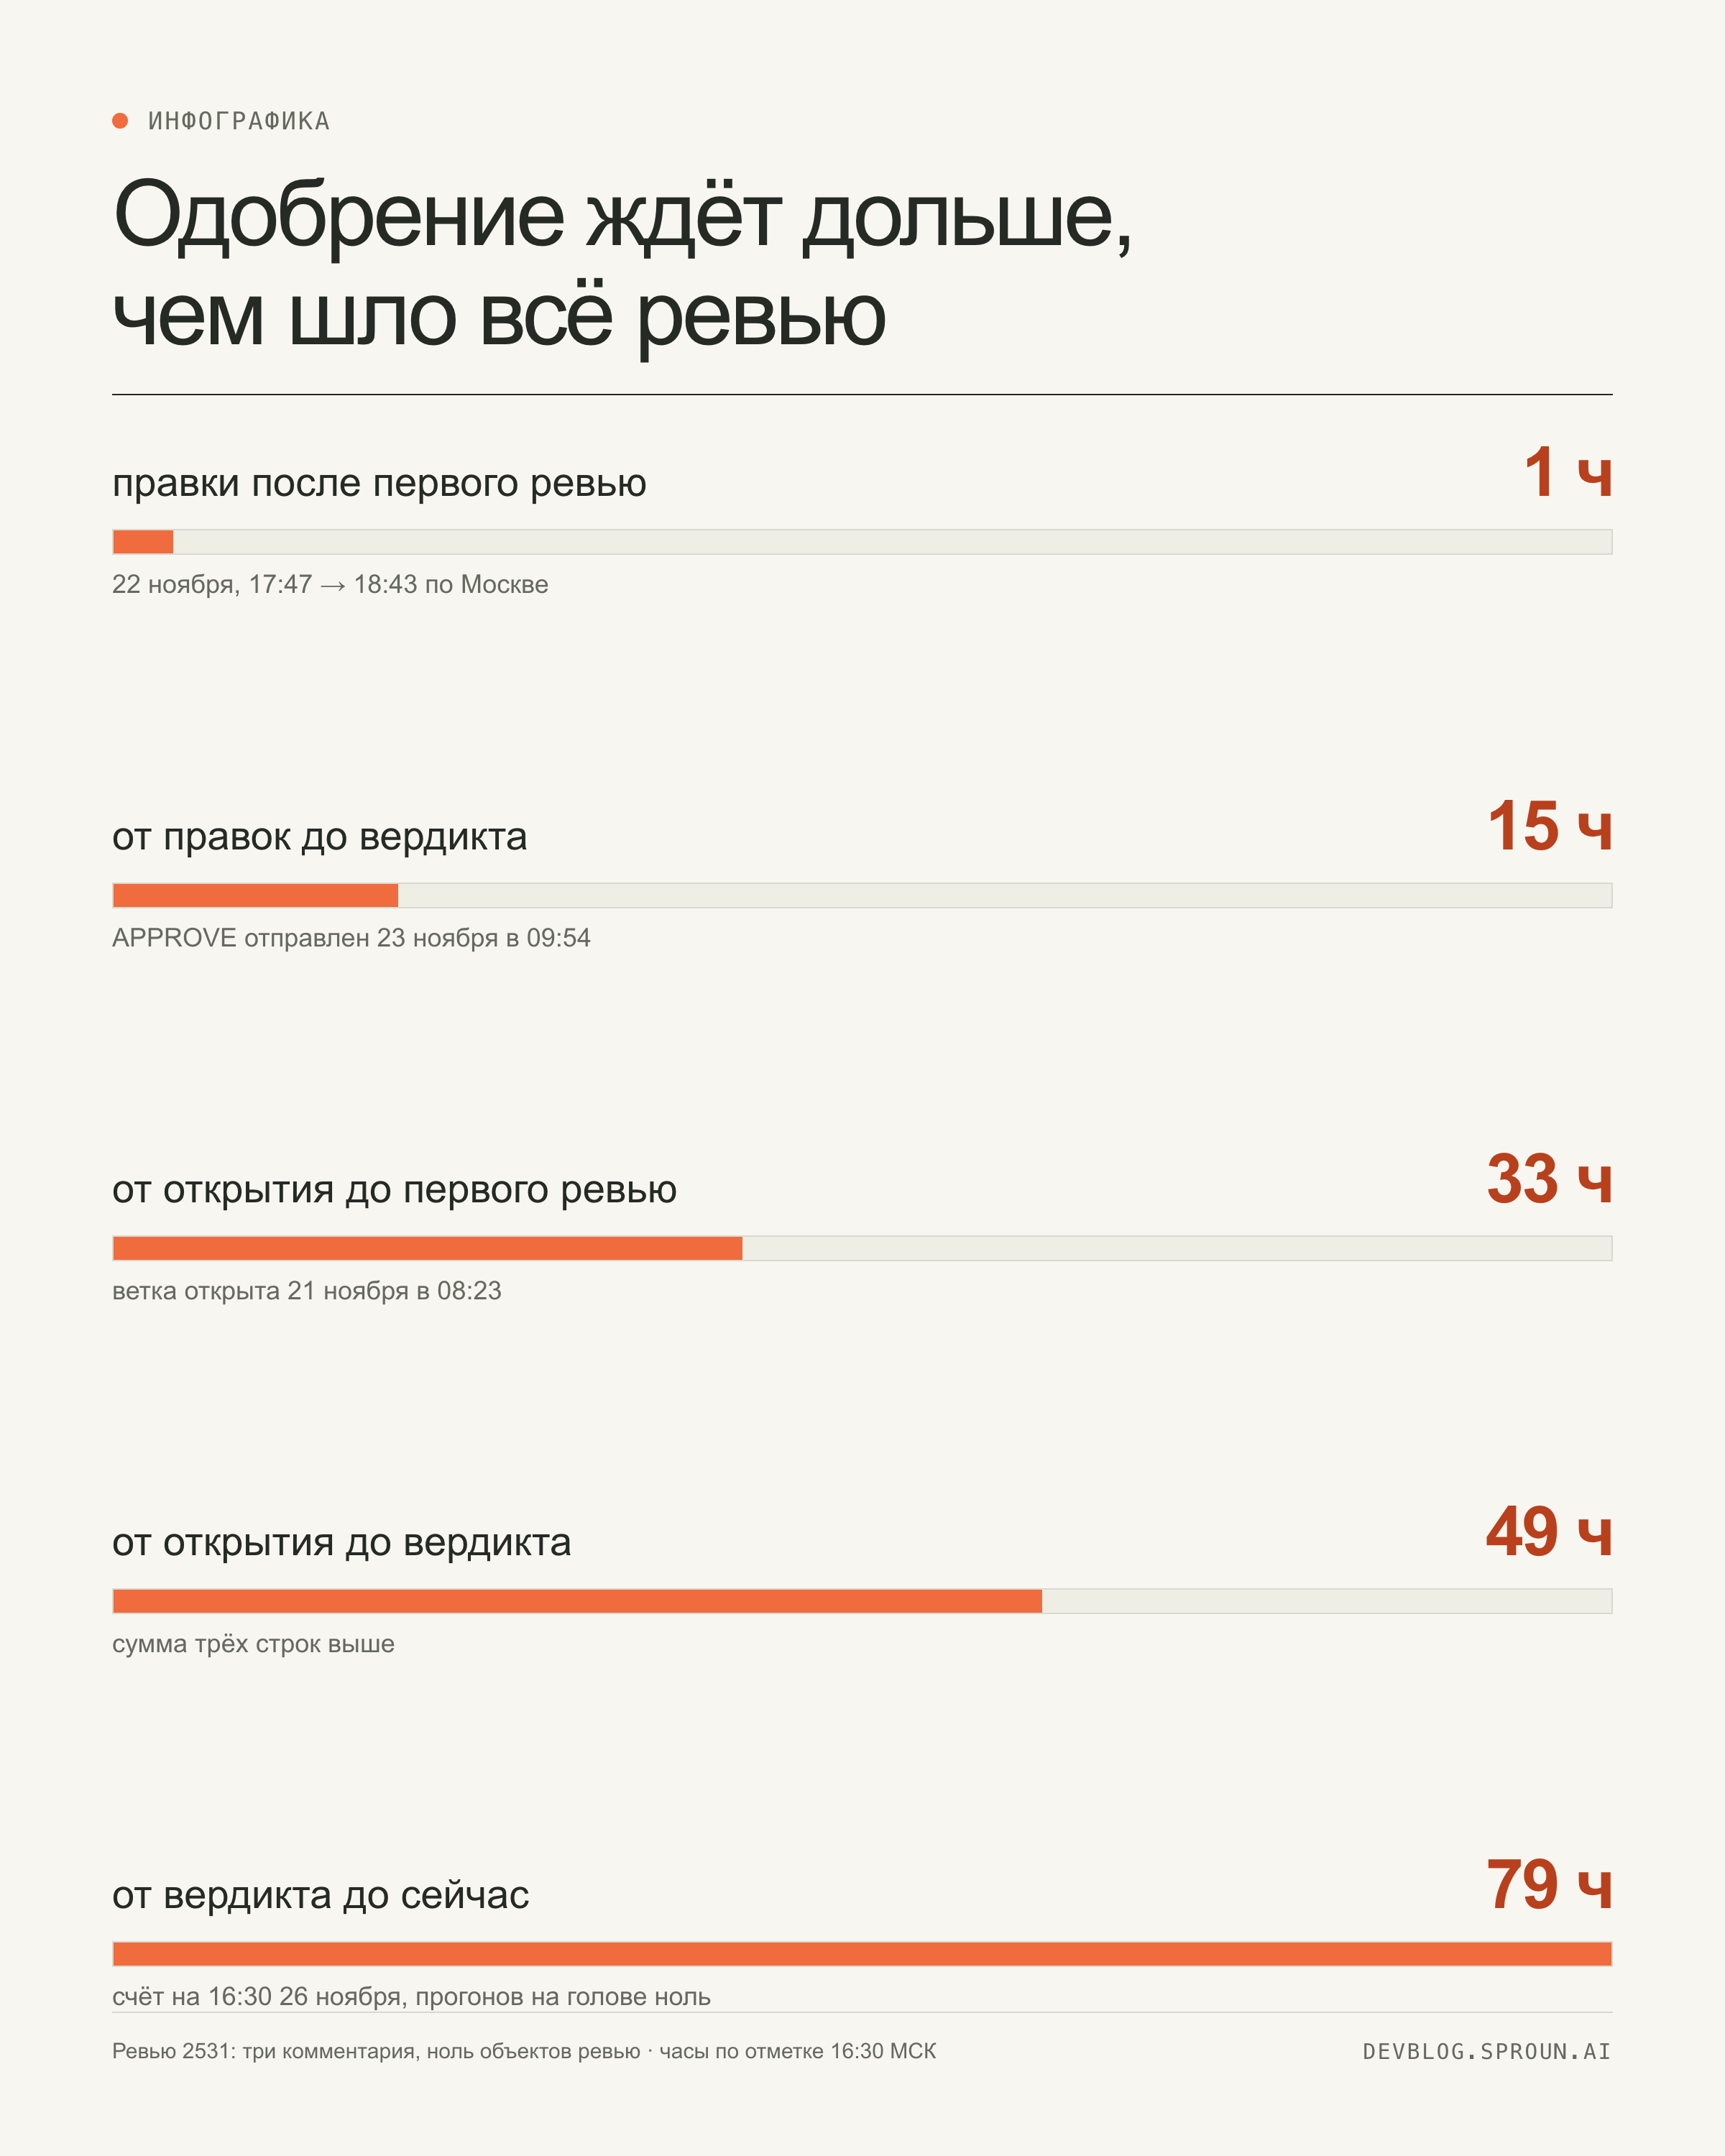 ИНФОГРАФИКА
Одобрение ждёт дольше,
чем шло всё ревью
правки после первого ревью
1 ч
22 ноября, 17:47 → 18:43 по Москве
от правок до вердикта
15 ч
APPROVE отправлен 23 ноября в 09:54
от открытия до первого ревью
33 ч
ветка открыта 21 ноября в 08:23
от открытия до вердикта
49 ч
сумма трёх строк выше
от вердикта до сейчас
79 ч
счёт на 16:30 26 ноября, прогонов на голове ноль
Ревью 2531: три комментария, ноль объектов ревью · часы по отметке 16:30 МСК
DEVBLOG.SPROUN.AI